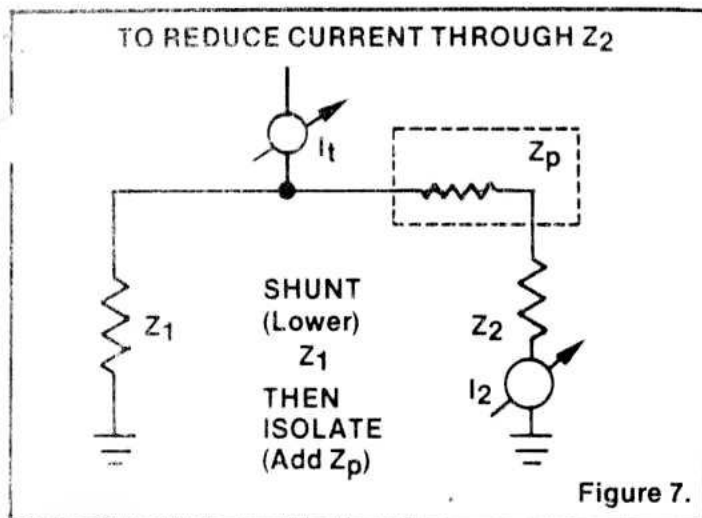 TO REDUCE CURRENT THROUGH Z2
It
Zp
Z1
SHUNT
(Lower)
Z1
THEN
ISOLATE
(Add Zp)
Z2
I2
Figure 7.